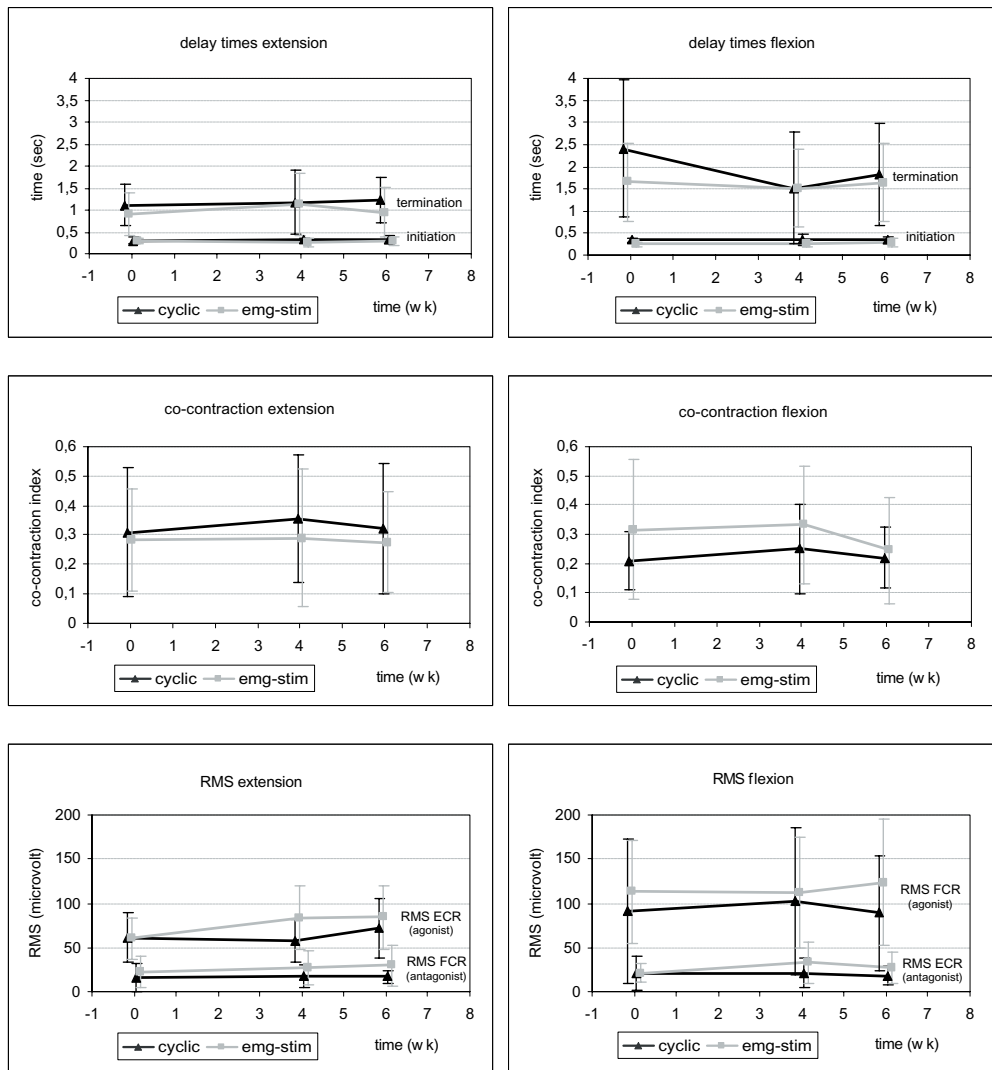 delay times extension
4
3,5
3
2,5
2
1,5
1
0,5
0
time (sec)
termination
initiation
-1 0 1 2 3 4 5 6 7 8
cyclic emg-stim
time (w k)
delay times flexion
4
3,5
3
2,5
2
1,5
1
0,5
0
time (sec)
termination
initiation
-1 0 1 2 3 4 5 6 7 8
cyclic emg-stim
time (w k)
co-contraction extension
0,6
0,5
0,4
0,3
0,2
0,1
0
co-contraction index
-1 0 1 2 3 4 5 6 7 8
cyclic emg-stim
time (w k)
co-contraction flexion
0,6
0,5
0,4
0,3
0,2
0,1
0
co-contraction index
-1 0 1 2 3 4 5 6 7 8
cyclic emg-stim
time (w k)
RMS extension
200
150
100
50
0
RMS (microvolt)
RMS ECR
(agonist)
RMS FCR
(antagonist)
-1 0 1 2 3 4 5 6 7 8
cyclic emg-stim
time (w k)
RMS flexion
200
150
100
50
0
RMS (microvolt)
RMS FCR
(agonist)
RMS ECR
(antagonist)
-1 0 1 2 3 4 5 6 7 8
cyclic emg-stim
time (w k)